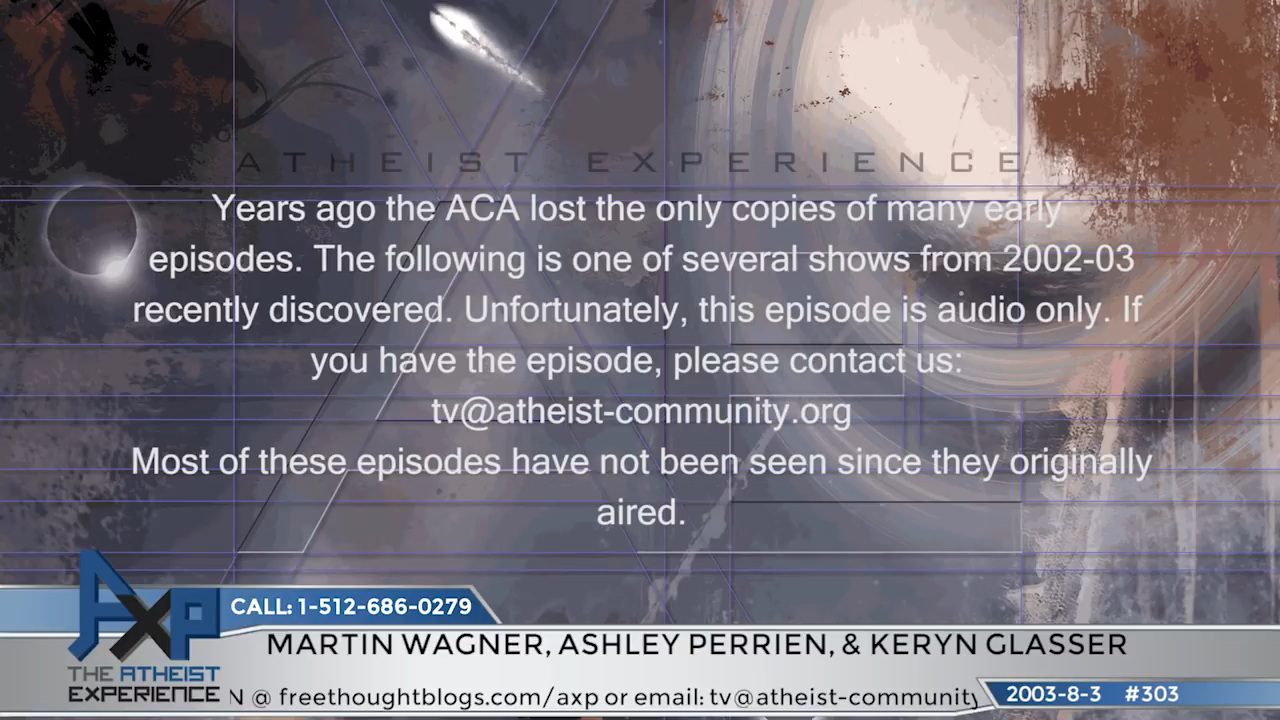 ATHEIST EXPERIENCE
Years ago the ACA lost the only copies of many early
episodes. The following is one of several shows from 2002-03
recently discovered. Unfortunately, this episode is audio only. If
you have the episode, please contact us:
tv@atheist-community.org
Most of these episodes have not been seen since they originally
aired.
CALL: 1-512-686-0279
MARTIN WAGNER, ASHLEY PERRIEN, & KERYN GLASSER
AXP
THE ATHEIST
EXPERIENCE
N @ freethoughtblogs.com/axp or email: tv@atheist-community
2003-8-3 #303